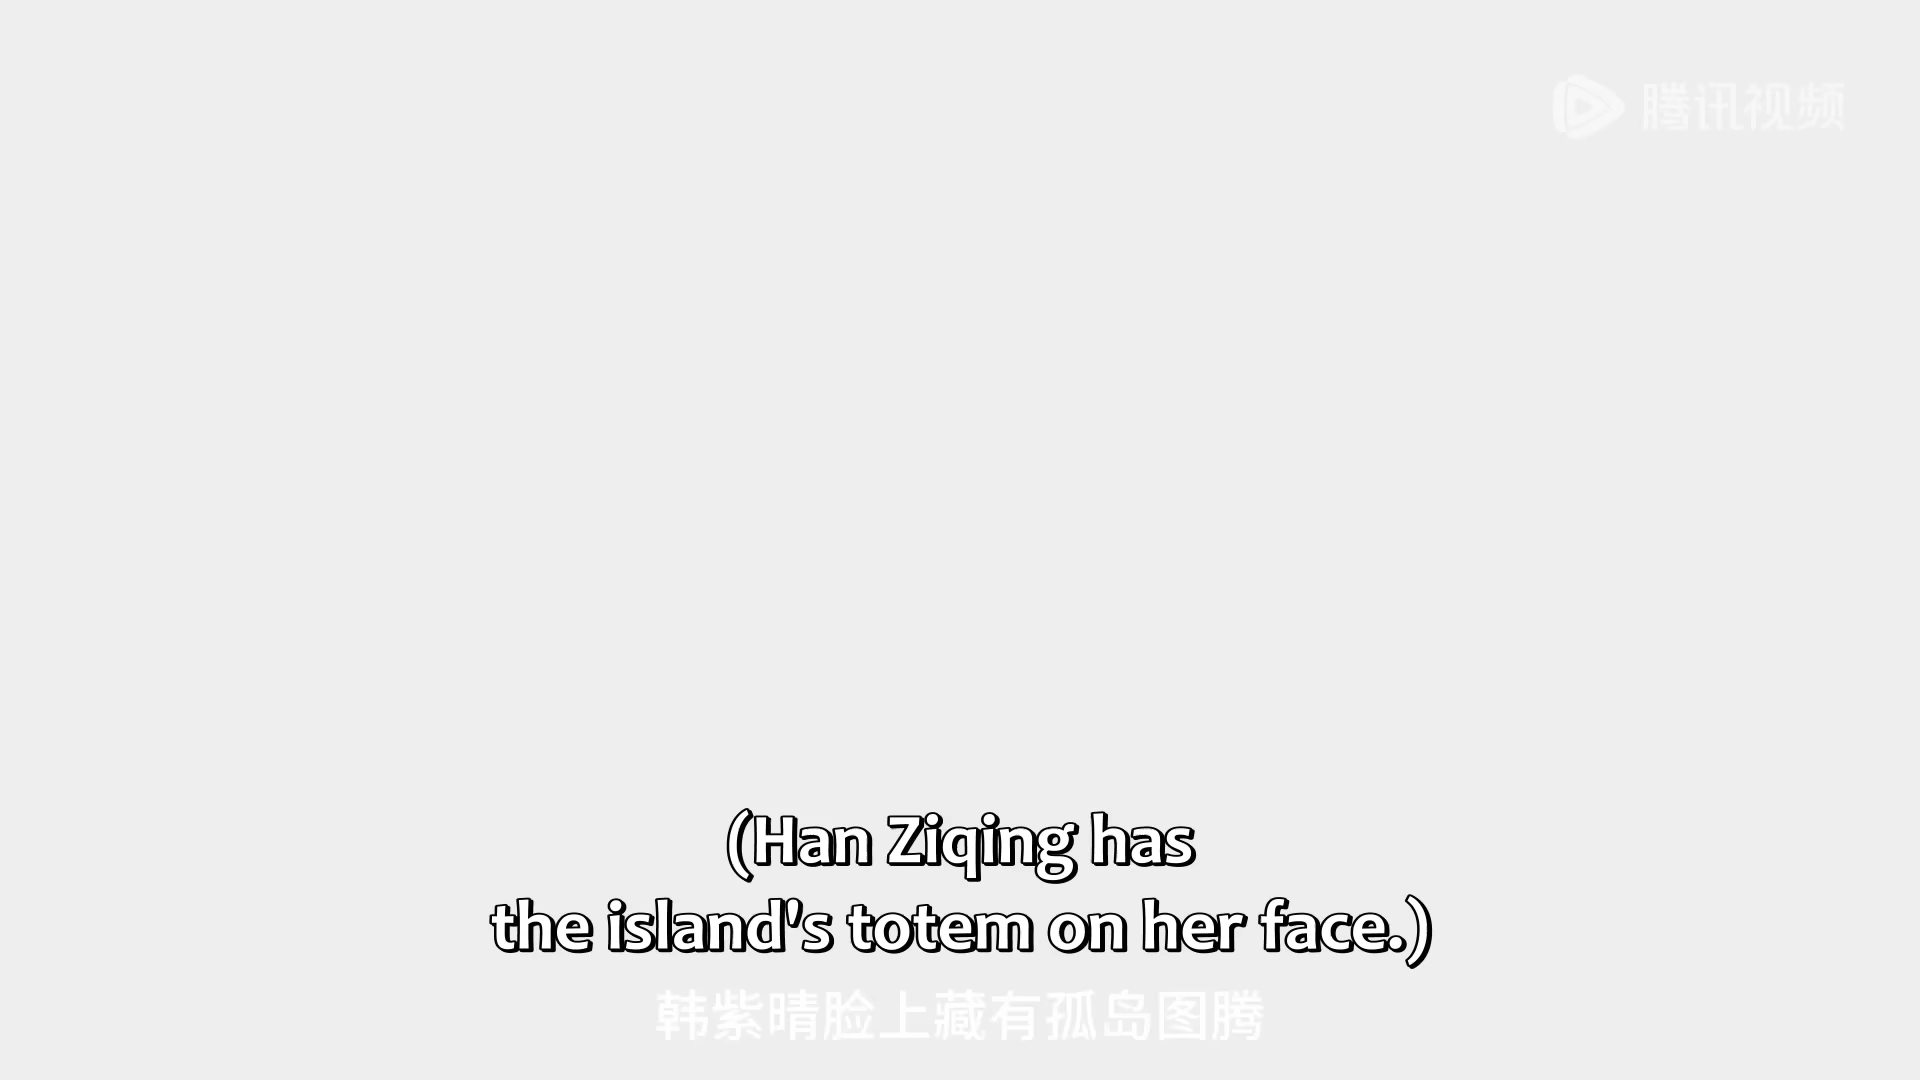 腾讯视频
(Han Ziqing has
the island's totem on her face.)
韩紫晴脸上藏有孤岛图腾